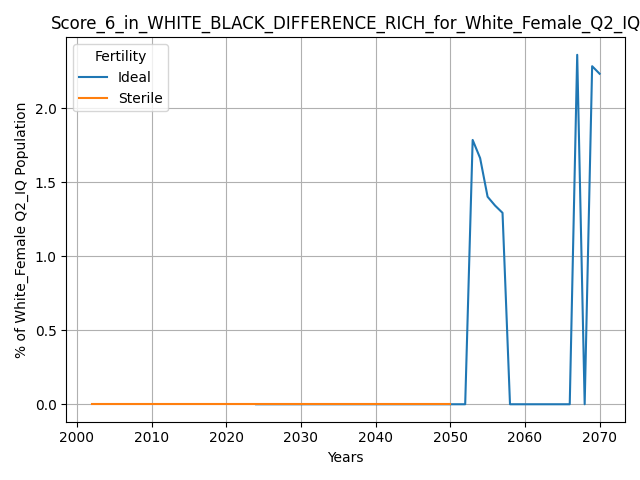 Score_6_in_WHITE_BLACK_DIFFERENCE_RICH_for_White_Female_Q2_IQ
Fertility
Ideal
Sterile
% of White_Female Q2_IQ Population
2.0
1.5
1.0
0.5
0.0
2000 2010 2020 2030 2040 2050 2060 2070
Years